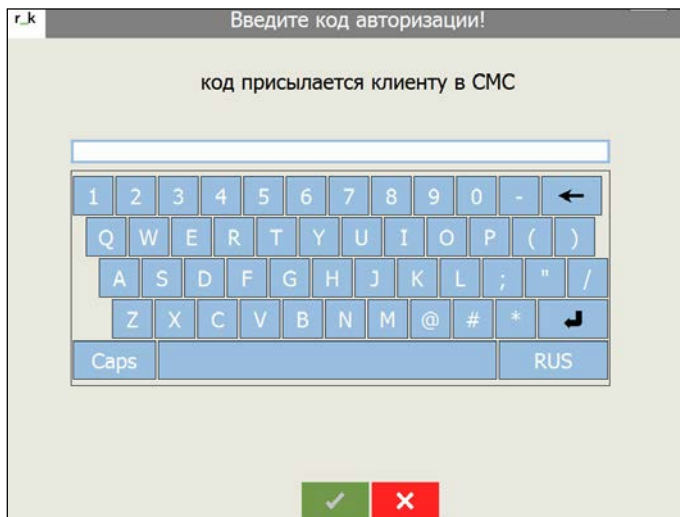 r_k
Введите код авторизации!
код присылается клиенту в СМС
1 2 3 4 5 6 7 8 9 0 -
Q W E R T Y U I O P ( )
A S D F G H J K L ; " /
Z X C V B N M @ # *
Caps RUS